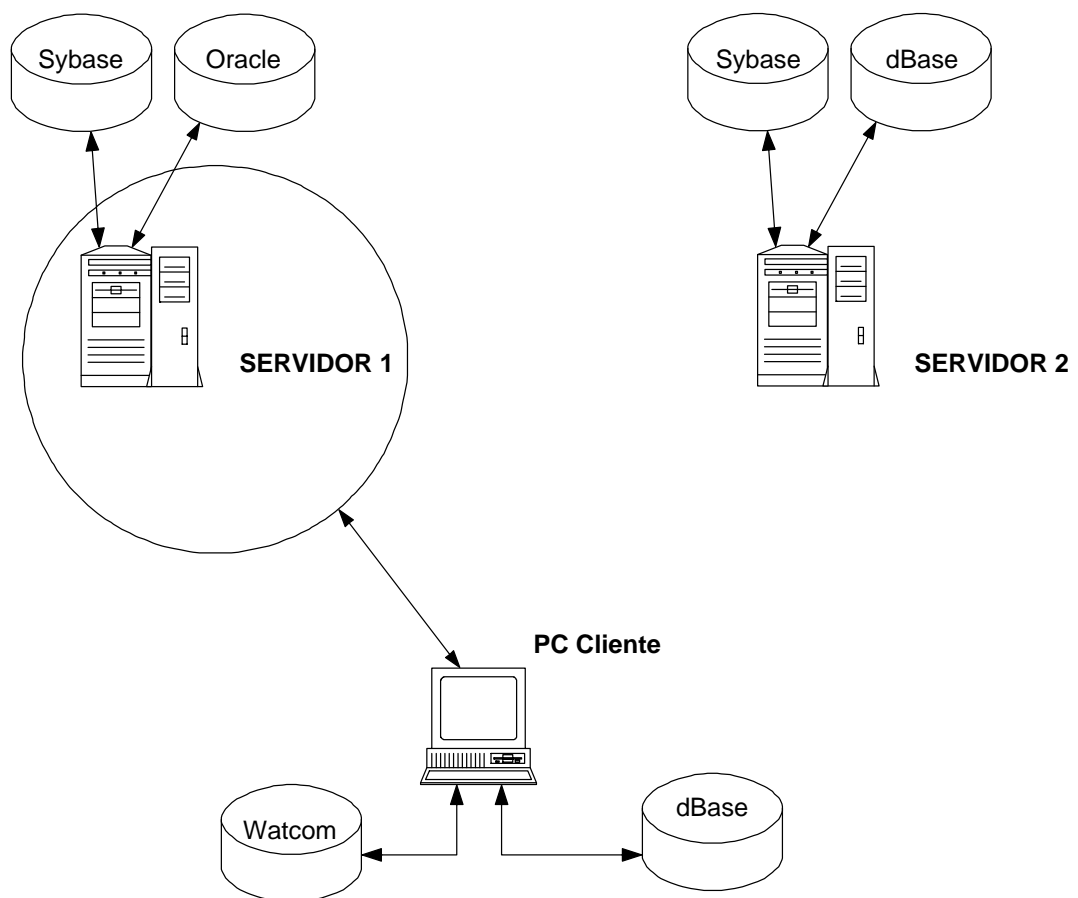 Sybase
Oracle
Sybase
dBase
SERVIDOR 1
SERVIDOR 2
PC Cliente
Watcom
dBase